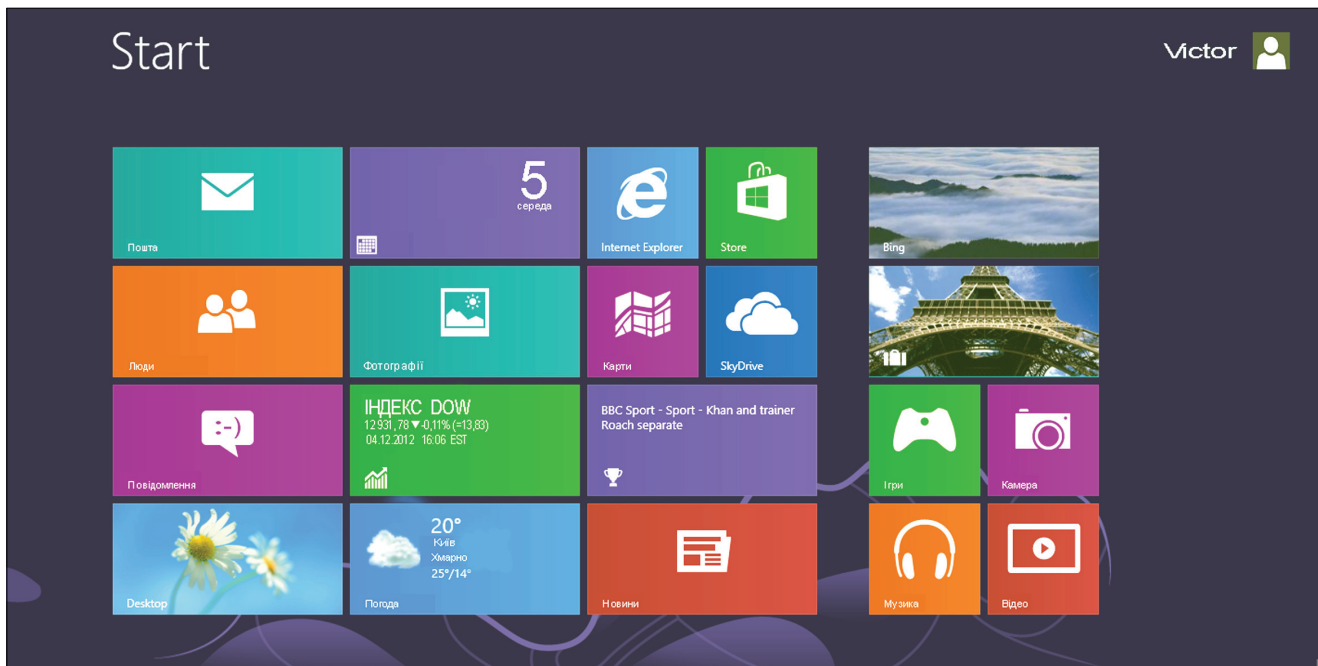 Start
Victor
Пошта
5
середа
Internet Explorer
Store
Bing
Люди
Фотографії
Карти
SkyDrive
Повідомлення
ІНДЕКС DOW
12 931,78 ▼-0,11% (=13,83)
04.12.2012 16:06 EST
BBC Sport - Sport - Khan and trainer
Roach separate
Ігри
Камера
Desktop
20°
Київ
Хмарно
25°/14°
Погода
Новини
Музика
Відео